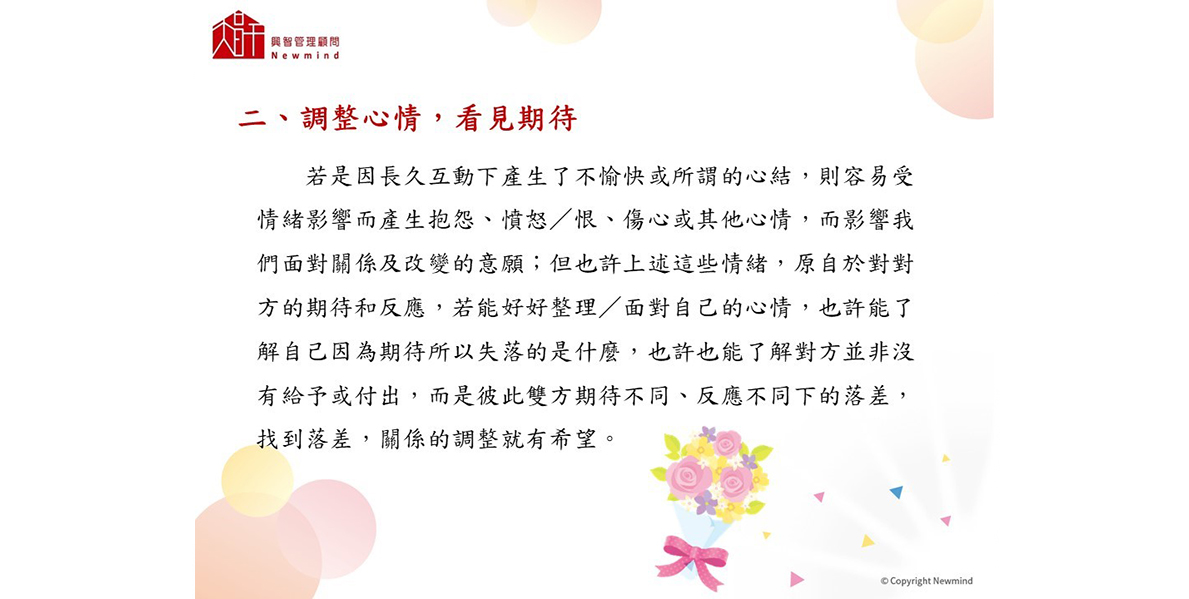 興智管理顧問
Newmind
二、調整心情，看見期待
若是因長久互動下產生了不愉快或所謂的心結，則容易受
情緒影響而產生抱怨、憤怒／恨、傷心或其他心情，而影響我
們面對關係及改變的意願；但也許上述這些情緒，原自於對對
方的期待和反應，若能好好整理／面對自己的心情，也許能了
解自己因為期待所以失落的是什麼，也許也能了解對方並非沒
有給予或付出，而是彼此雙方期待不同、反應不同下的落差，
找到落差，關係的調整就有希望。
© Copyright Newmind